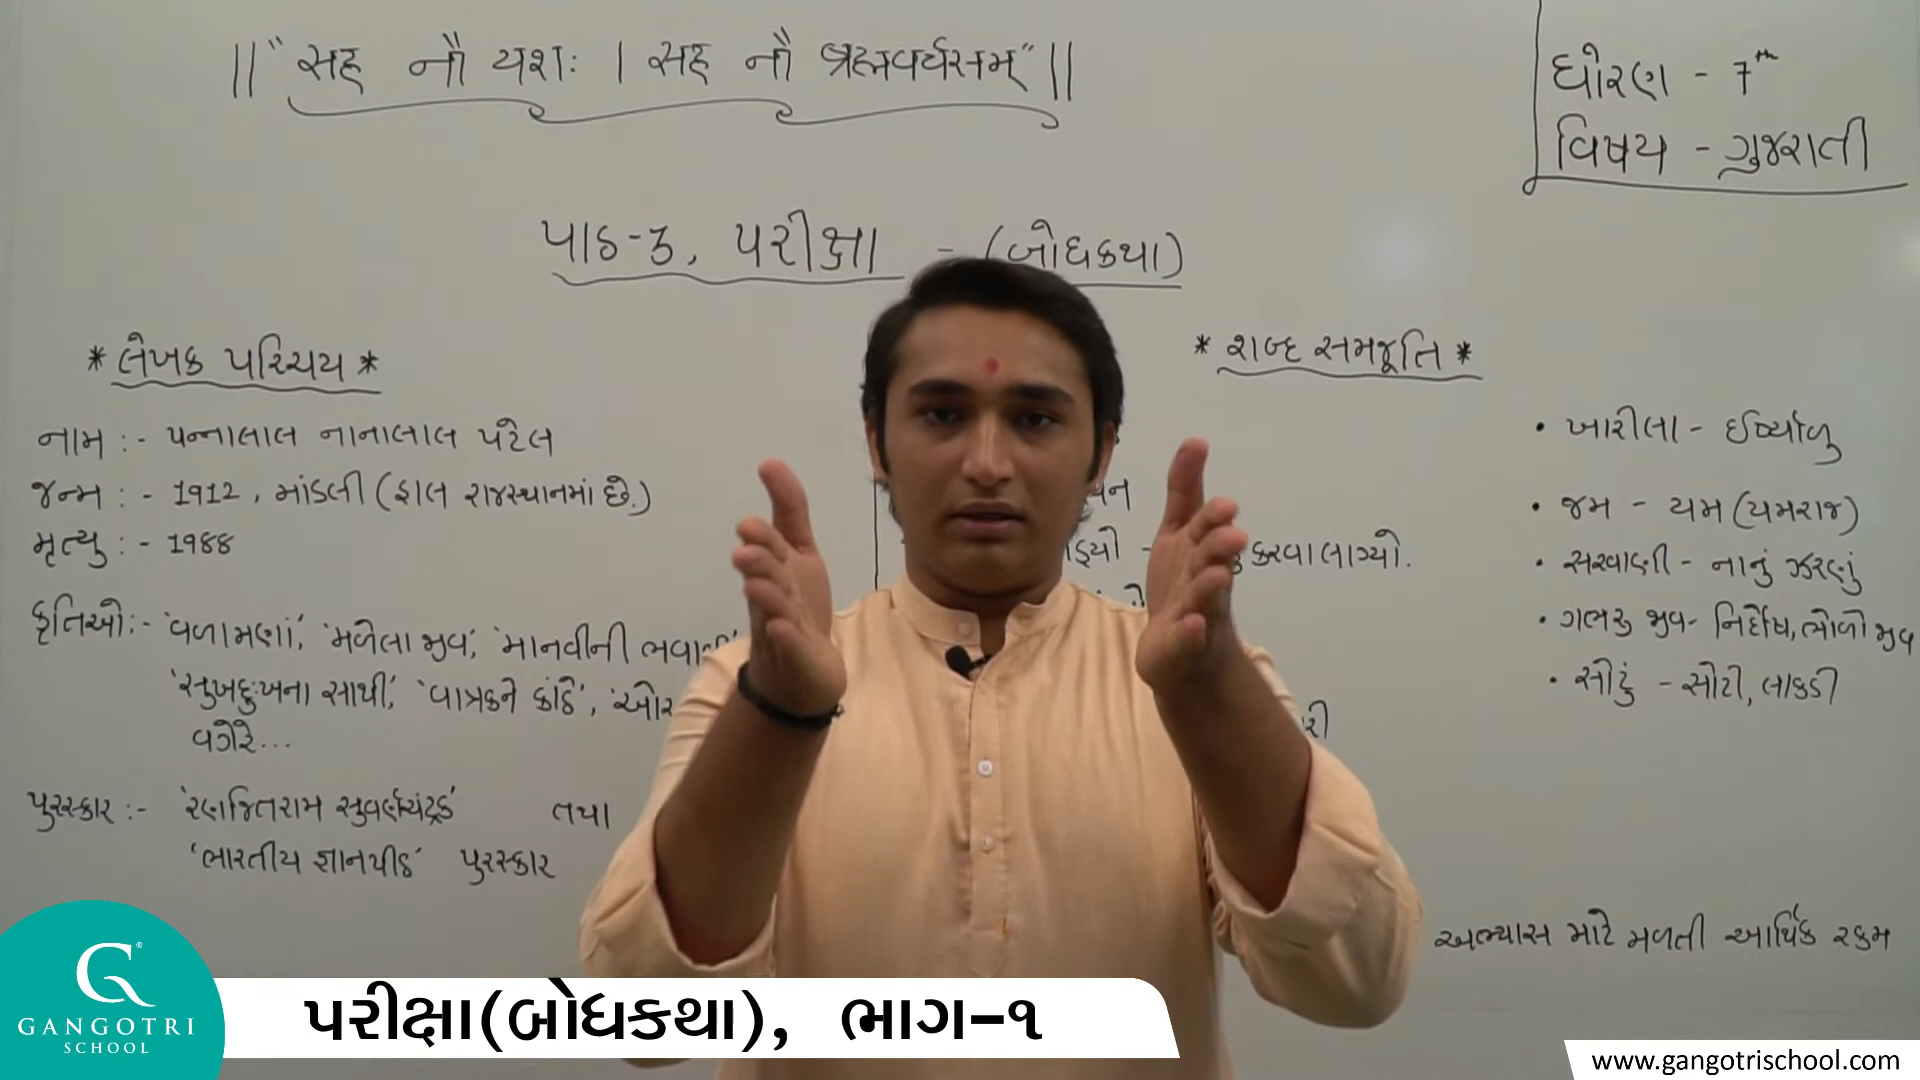 ||"સહ નૌ યશઃ | સહ નૌ બ્રહ્મવર્ચસમ્"||
ધોરણ - 7th
વિષય - ગુજરાતી
પાઠ-૩, પરીક્ષા - (બોધકથા)
* લેખક પરિચય *
નામ :- પન્નાલાલ નાનાલાલ પટેલ
જન્મ :- 1912, માંડલી (હાલ રાજસ્થાનમાં છે.)
મૃત્યુ :- 1988
કૃતિઓ:- 'વળામણાં', 'મળેલા જીવ', 'માનવીની
'સુખદુઃખના સાથી', 'વાત્રકને કાંઠે',
વગેરે...
પુરસ્કાર :- 'રણજિતરામ સુવર્ણચંદ્રક' તથા
'ભારતીય જ્ઞાનપીઠ' પુરસ્કાર
* શબ્દ સમજૂતિ *
કરવા લાગ્યો.
• ખારીલા - ઈર્ષ્યાળુ
• જમ - યમ (યમરાજ)
• સરવાણી - નાનું ઝરણું
• ગભરુ જીવ - નિર્દોષ, ભોળો જીવ
• સોટું - સોટી, લાકડી
અભ્યાસ માટે મળતી આર્થિક રકમ
GANGOTRI
SCHOOL
પરીક્ષા(બોધકથા), ભાગ-૧
www.gangotrischool.com